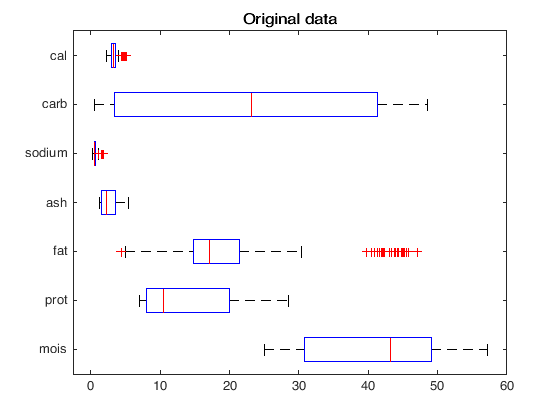 Original data
cal
carb
sodium
ash
fat
prot
mois
0 10 20 30 40 50 60